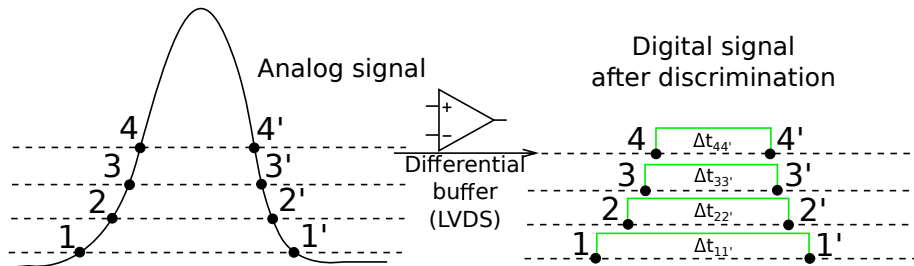 Analog signal
4
4'
3
3'
2
2'
1
1'
+
−
Differential
buffer
(LVDS)
Digital signal
after discrimination
4
Δt44'
4'
3
Δt33'
3'
2
Δt22'
2'
1
Δt11'
1'